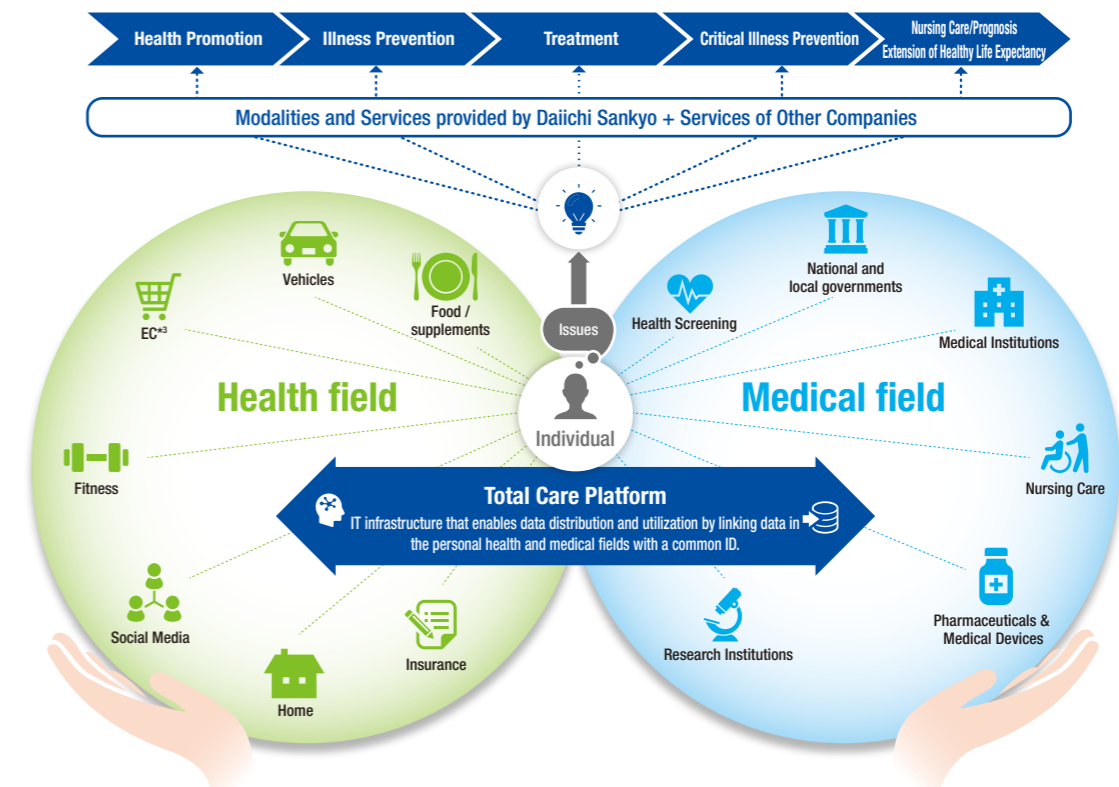 Health Promotion
Illness Prevention
Treatment
Critical Illness Prevention
Nursing Care/Prognosis
Extension of Healthy Life Expectancy
Modalities and Services provided by Daiichi Sankyo + Services of Other Companies
Vehicles
Food /
supplements
EC*3
Issues
Health Screening
National and
local governments
Medical Institutions
Health field
Individual
Medical field
Fitness
Nursing Care
Total Care Platform
IT infrastructure that enables data distribution and utilization by linking data in
the personal health and medical fields with a common ID.
Social Media
Home
Insurance
Research Institutions
Pharmaceuticals &
Medical Devices